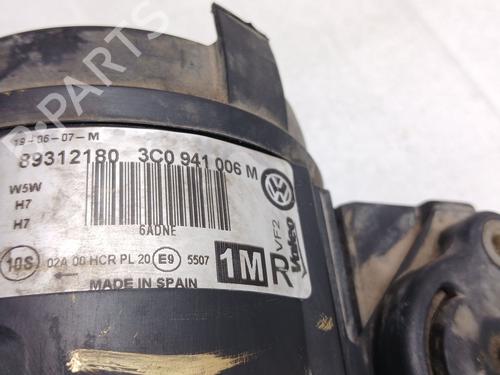 B-PARTS
19-06-07-M
89312180 3C0 941 006 M
W5W
H7
H7
6ADNE
VF2
Valeo
10S 02A 00 HCR PL 20 E9 5507
1M R
MADE IN SPAIN